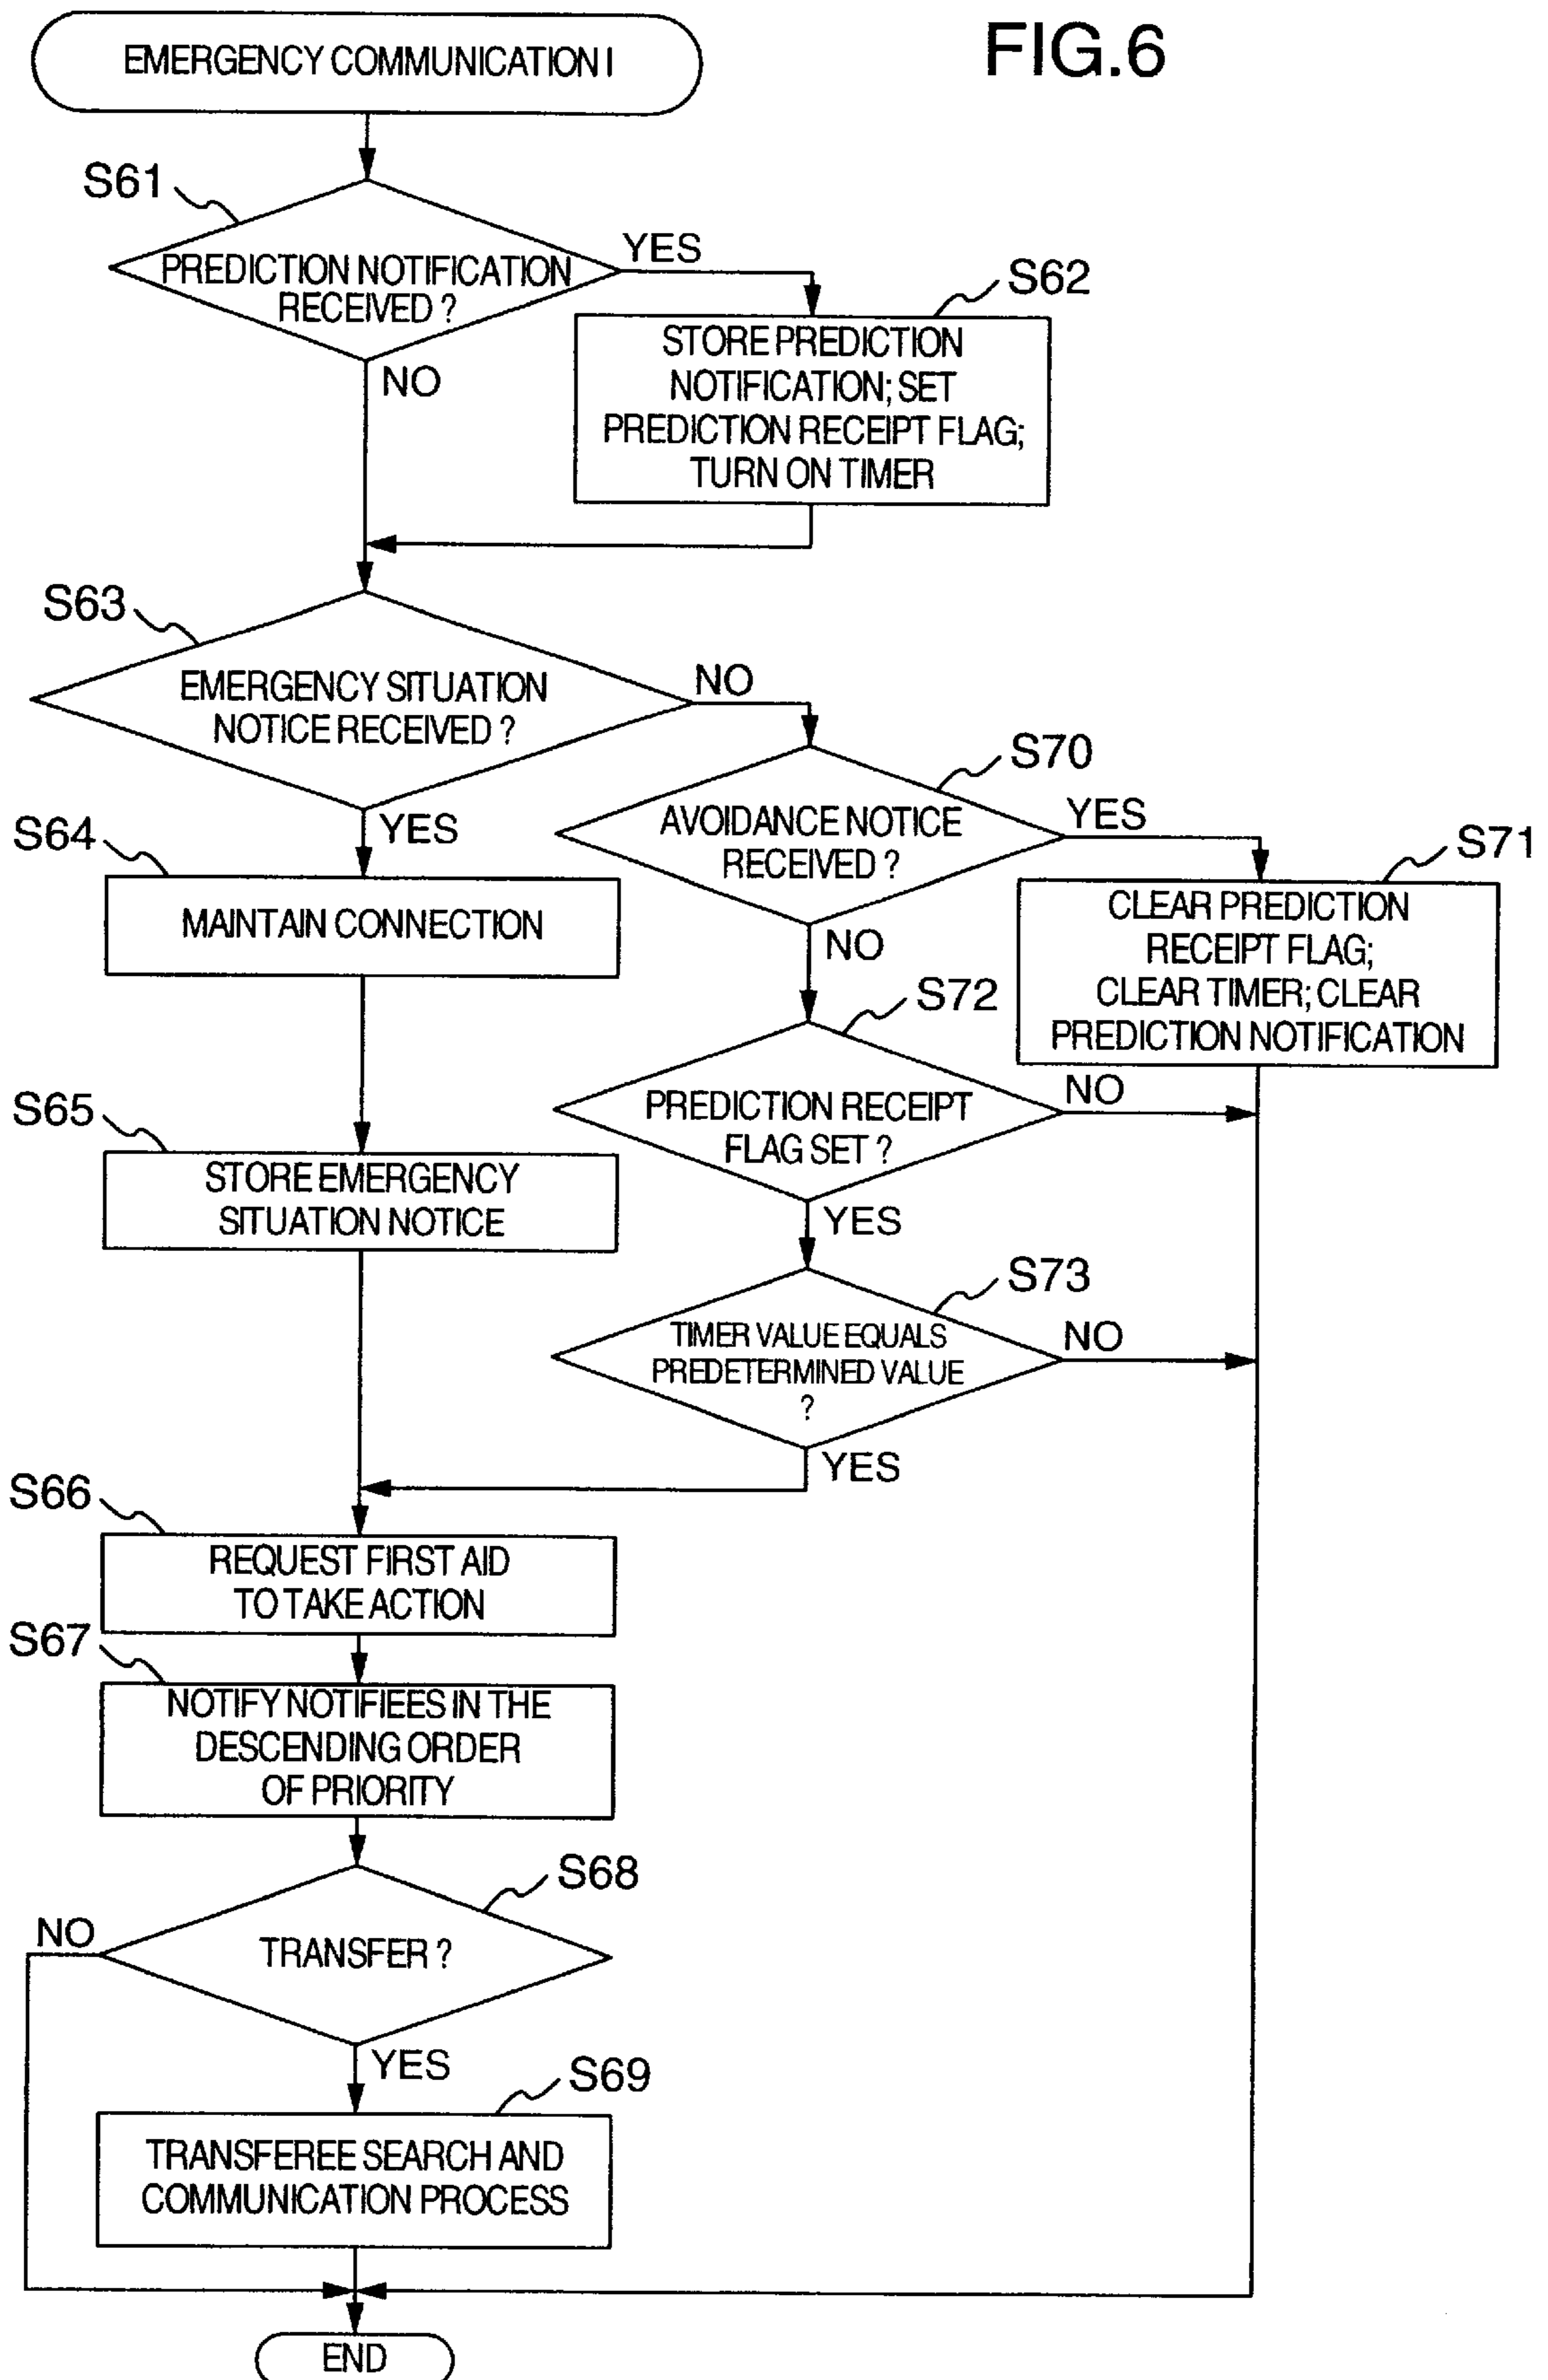 FIG.6
EMERGENCY COMMUNICATION I
S61
PREDICTION NOTIFICATION
RECEIVED ?
YES
NO
S62
STORE PREDICTION
NOTIFICATION; SET
PREDICTION RECEIPT FLAG;
TURN ON TIMER
S63
EMERGENCY SITUATION
NOTICE RECEIVED ?
NO
YES
S70
AVOIDANCE NOTICE
RECEIVED ?
YES
NO
S71
CLEAR PREDICTION
RECEIPT FLAG;
CLEAR TIMER; CLEAR
PREDICTION NOTIFICATION
S64
MAINTAIN CONNECTION
S72
PREDICTION RECEIPT
FLAG SET ?
NO
YES
S65
STORE EMERGENCY
SITUATION NOTICE
S73
TIMER VALUE EQUALS
PREDETERMINED VALUE
?
NO
YES
S66
REQUEST FIRST AID
TO TAKE ACTION
S67
NOTIFY NOTIFIEES IN THE
DESCENDING ORDER
OF PRIORITY
S68
TRANSFER ?
NO
YES
S69
TRANSFEREE SEARCH AND
COMMUNICATION PROCESS
END